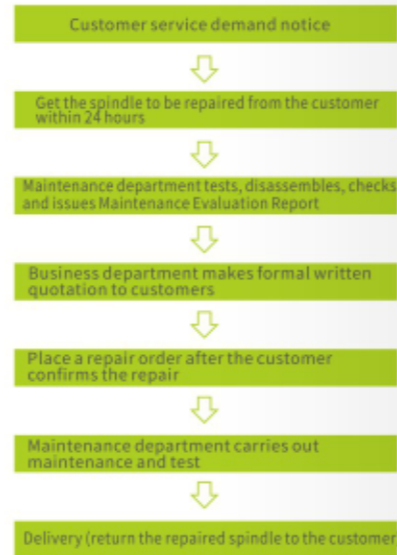 Customer service demand notice
Get the spindle to be repaired from the customer
within 24 hours
Maintenance department tests, disassembles, checks
and issues Maintenance Evaluation Report
Business department makes formal written
quotation to customers
Place a repair order after the customer
confirms the repair
Maintenance department carries out
maintenance and test
Delivery (return the repaired spindle to the customer